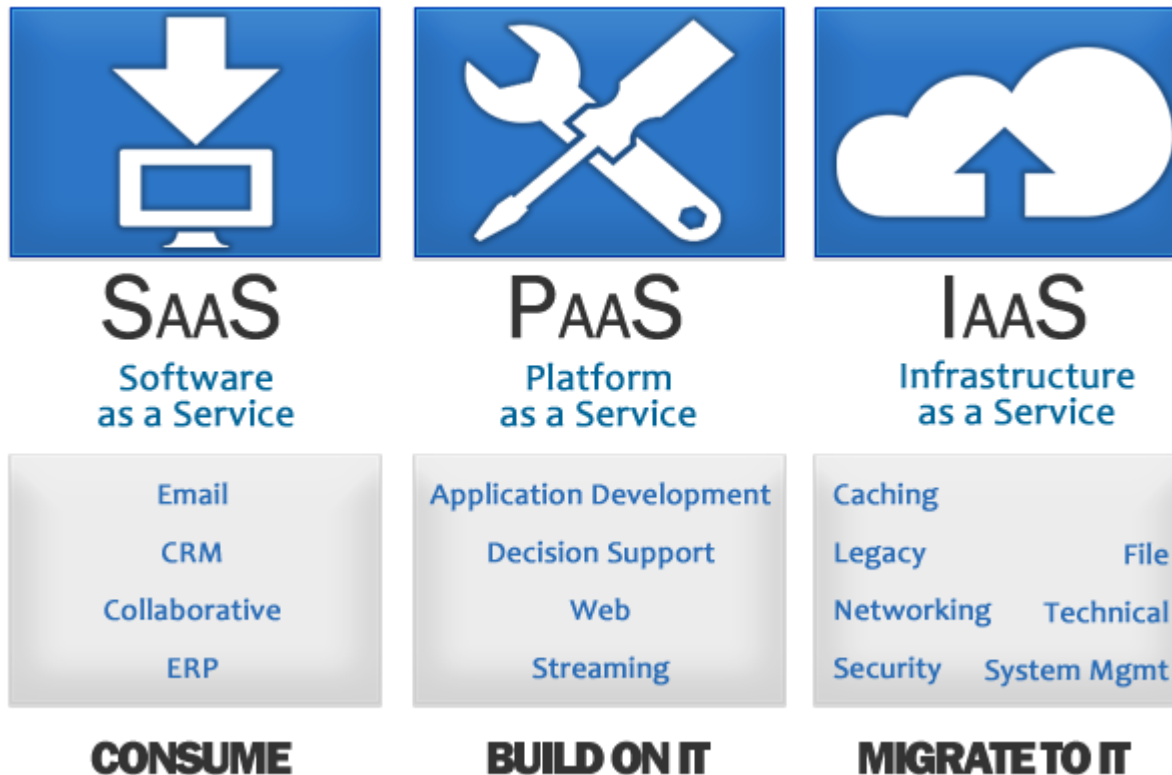 SaaS
Software
as a Service
Email
CRM
Collaborative
ERP
CONSUME
PaaS
Platform
as a Service
Application Development
Decision Support
Web
Streaming
BUILD ON IT
IaaS
Infrastructure
as a Service
Caching
Legacy File
Networking Technical
Security System Mgmt
MIGRATE TO IT